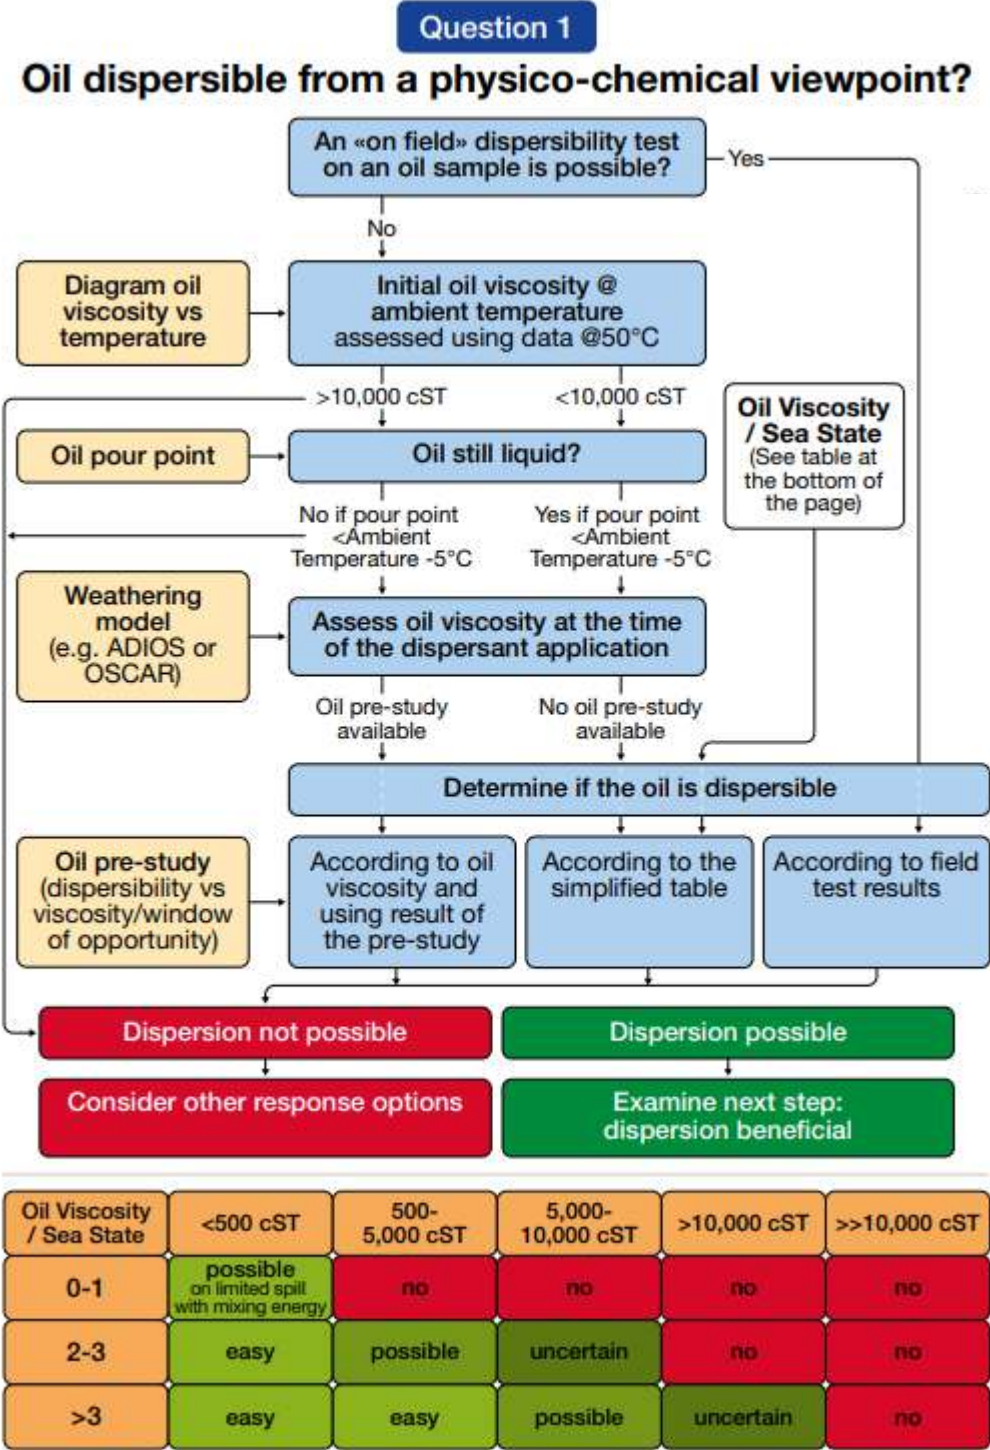 Question 1
Oil dispersible from a physico-chemical viewpoint?
An «on field» dispersibility test
on an oil sample is possible?
Yes
No
Diagram oil
viscosity vs
temperature
Initial oil viscosity @
ambient temperature
assessed using data @50°C
>10,000 cST
<10,000 cST
Oil Viscosity
/ Sea State
(See table at
the bottom of
the page)
Oil pour point
Oil still liquid?
No if pour point
<Ambient
Temperature -5°C
Yes if pour point
<Ambient
Temperature -5°C
Weathering
model
(e.g. ADIOS or
OSCAR)
Assess oil viscosity at the time
of the dispersant application
Oil pre-study
available
No oil pre-study
available
Determine if the oil is dispersible
Oil pre-study
(dispersibility vs
viscosity/window
of opportunity)
According to oil
viscosity and
using result of
the pre-study
According to the
simplified table
According to field
test results
Dispersion not possible
Dispersion possible
Consider other response options
Examine next step:
dispersion beneficial
Oil Viscosity
/ Sea State
<500 cST
500-
5,000 cST
5,000-
10,000 cST
>10,000 cST
>>10,000 cST
0-1
possible
on limited spill
with mixing energy
no
no
no
no
2-3
easy
possible
uncertain
no
no
>3
easy
easy
possible
uncertain
no